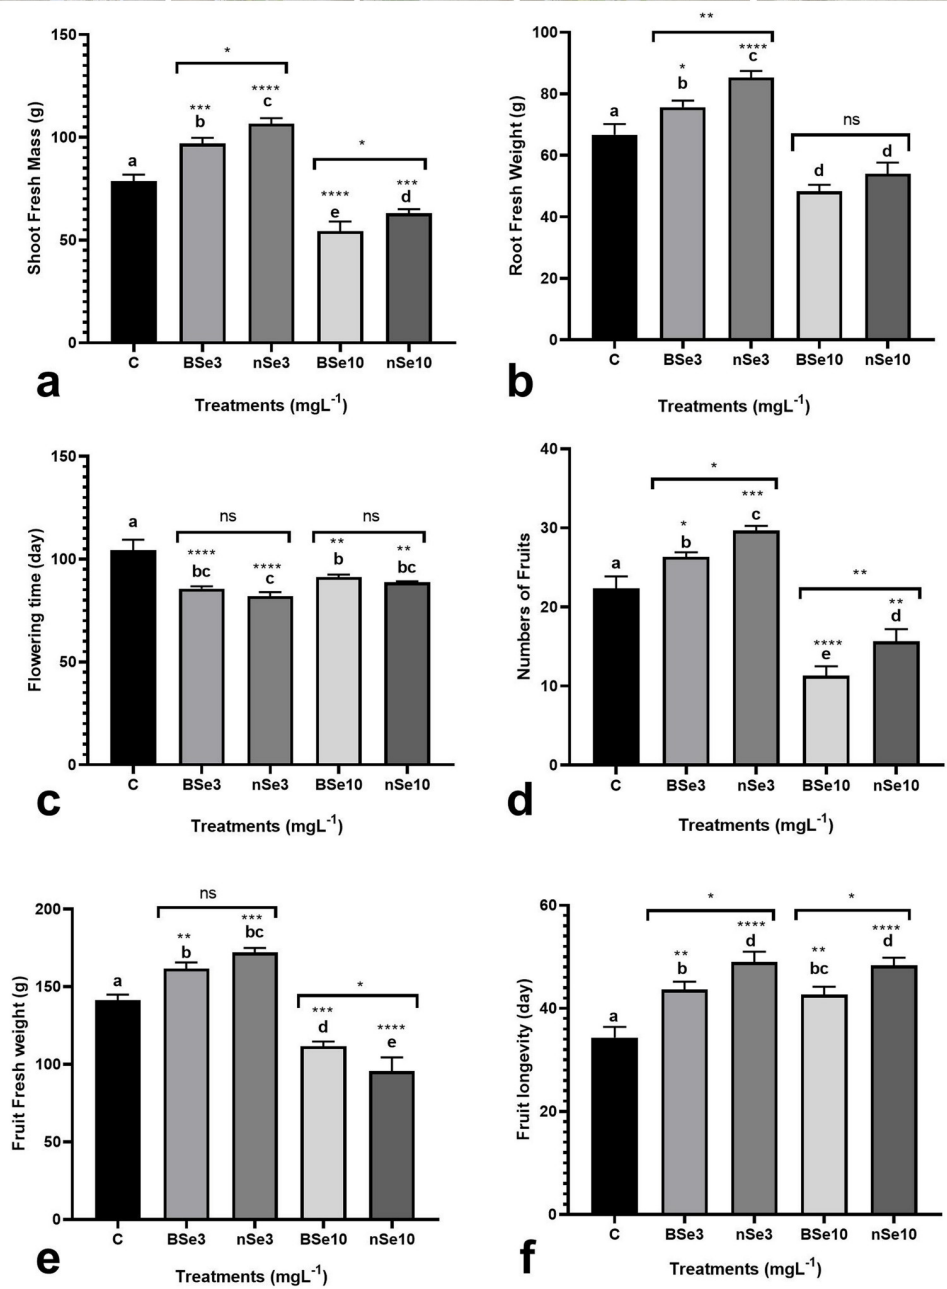 150
100
50
0
Shoot Fresh Mass (g)
*
a
***
b
****
c
*
****
e
***
d
C BSe3 nSe3 BSe10 nSe10
Treatments (mgL-1)
a
100
80
60
40
20
0
Root Fresh Weight (g)
**
a
*
b
****
c
ns
d
d
C BSe3 nSe3 BSe10 nSe10
Treatments (mgL-1)
b
150
100
50
0
Flowering time (day)
a
ns
****
bc
****
c
ns
**
b
**
bc
C BSe3 nSe3 BSe10 nSe10
Treatments (mgL-1)
c
40
30
20
10
0
Numbers of Fruits
*
a
*
b
***
c
**
****
e
**
d
C BSe3 nSe3 BSe10 nSe10
Treatments (mgL-1)
d
200
150
100
50
0
Fruit Fresh weight (g)
ns
a
**
b
***
bc
*
***
d
****
e
C BSe3 nSe3 BSe10 nSe10
Treatments (mgL-1)
e
60
40
20
0
Fruit longevity (day)
*
a
**
b
****
d
*
**
bc
****
d
C BSe3 nSe3 BSe10 nSe10
Treatments (mgL-1)
f